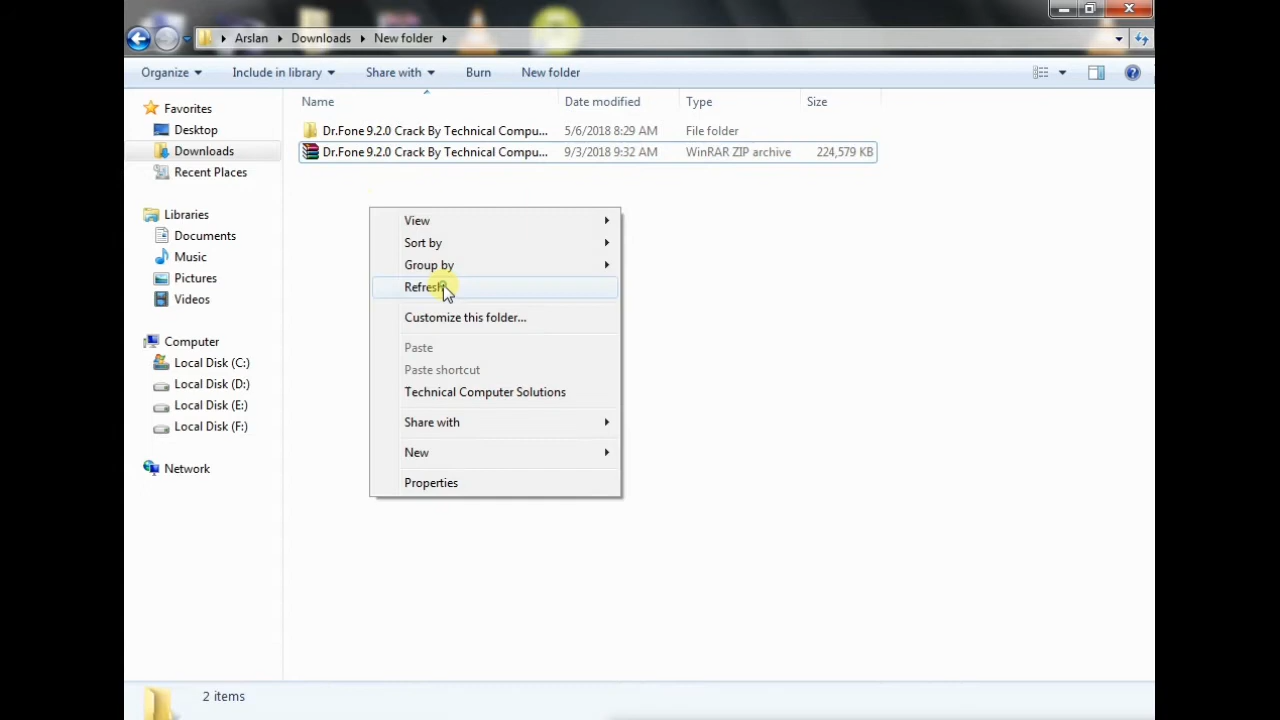 Arslan Downloads New folder
Organize Include in library Share with Burn New folder
Name Date modified Type Size
Favorites
Desktop
Downloads
Recent Places
Libraries
Documents
Music
Pictures
Videos
Computer
Local Disk (C:)
Local Disk (D:)
Local Disk (E:)
Local Disk (F:)
Network
Dr.Fone 9.2.0 Crack By Technical Compu... 5/6/2018 8:29 AM File folder
Dr.Fone 9.2.0 Crack By Technical Compu... 9/3/2018 9:32 AM WinRAR ZIP archive 224,579 KB
View
Sort by
Group by
Refresh
Customize this folder...
Paste
Paste shortcut
Technical Computer Solutions
Share with
New
Properties
2 items